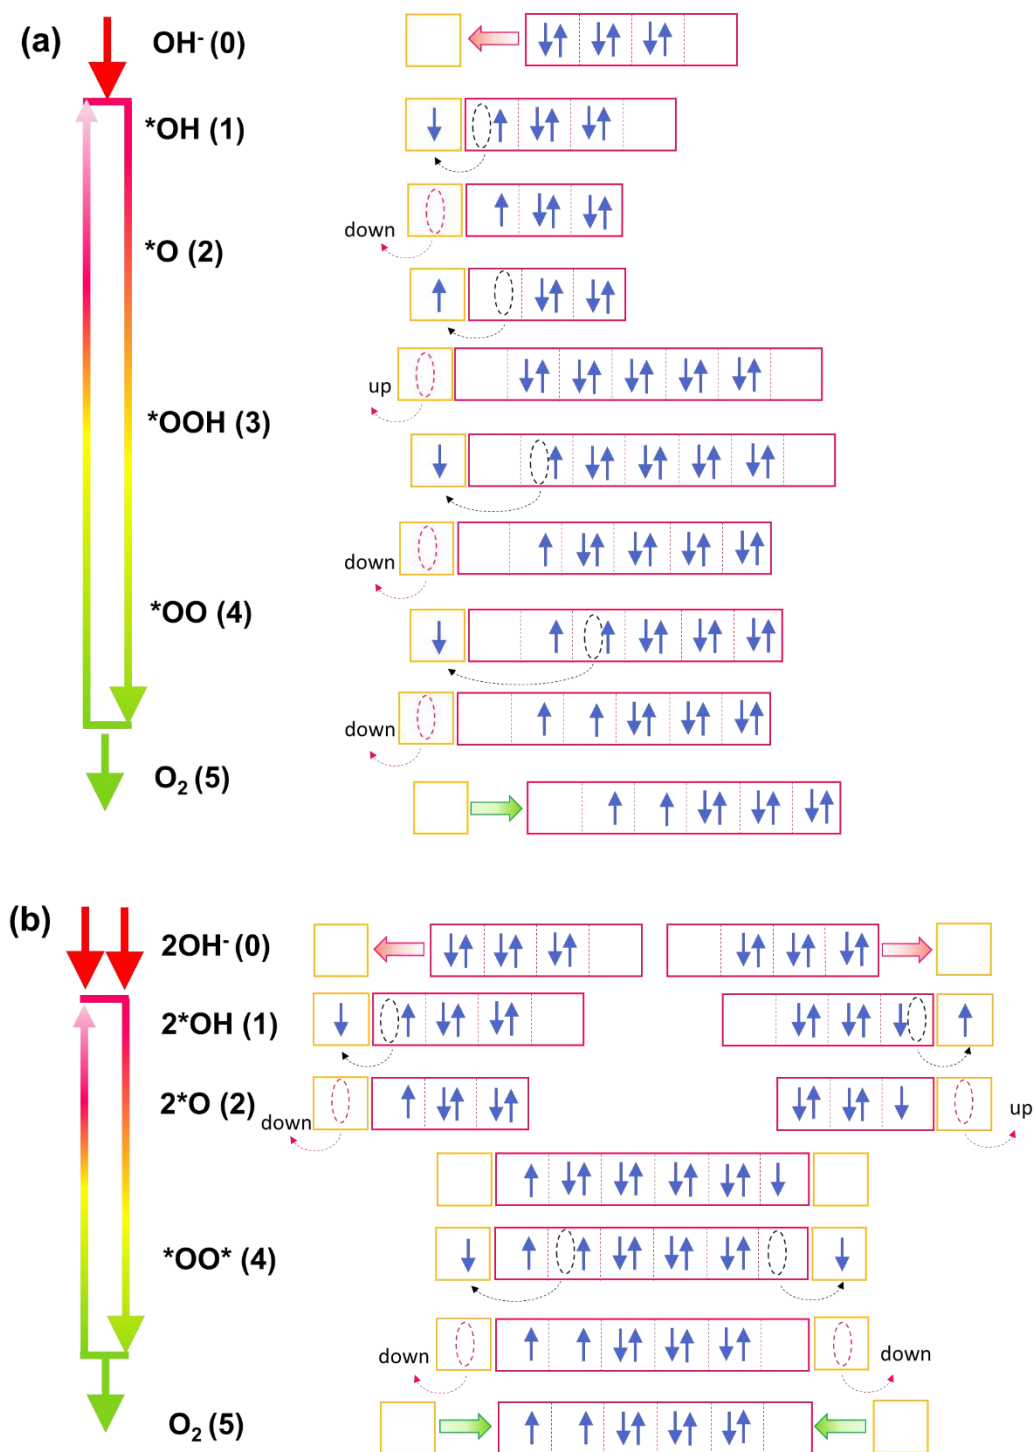 (a)
OH⁻ (0)
*OH (1)
down
*O (2)
up
*OOH (3)
down
*OO (4)
down
O₂ (5)
(b)
2OH⁻ (0)
2*OH (1)
2*O (2)
down
up
*OO* (4)
down
down
O₂ (5)